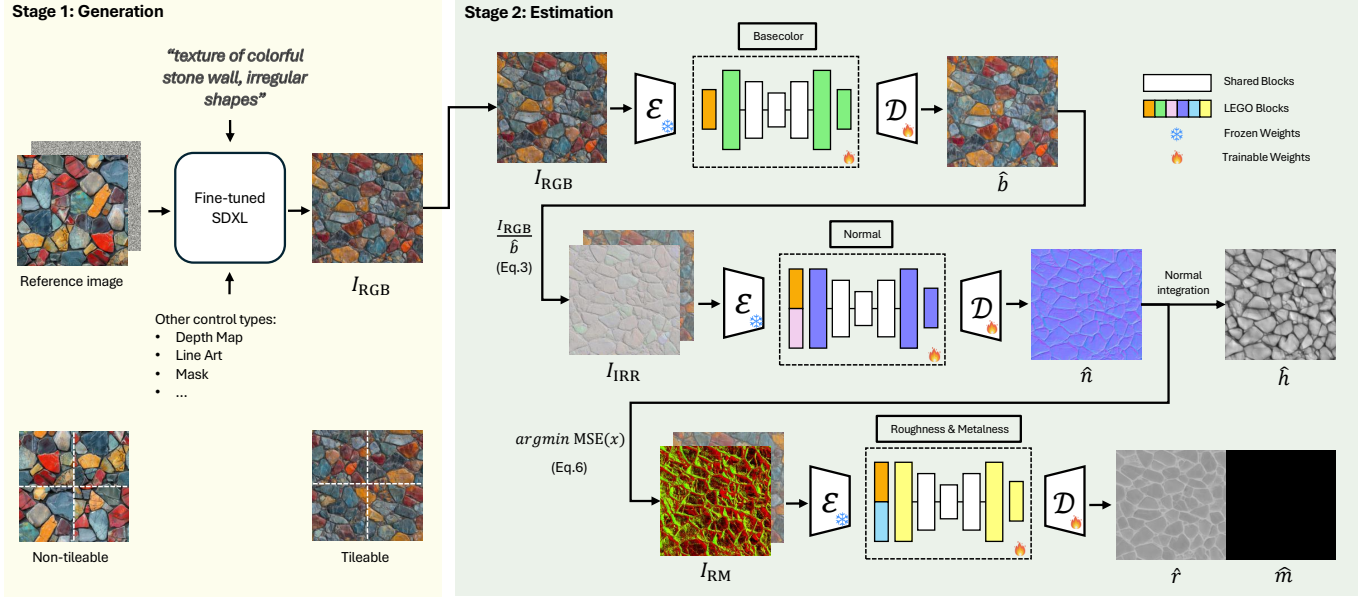 Stage 1: Generation
“texture of colorful
stone wall, irregular
shapes”
Fine-tuned
SDXL
Reference image
I_RGB
Other control types:
• Depth Map
• Line Art
• Mask
• ...
Non-tileable
Tileable
Stage 2: Estimation
Basecolor
I_RGB
ℰ
𝒟
b̂
Shared Blocks
LEGO Blocks
Frozen Weights
Trainable Weights
I_RGB
b̂
(Eq.3)
Normal
I_IRR
ℰ
𝒟
n̂
Normal
integration
ĥ
argmin MSE(x)
(Eq.6)
Roughness & Metalness
I_RM
ℰ
𝒟
r̂
m̂